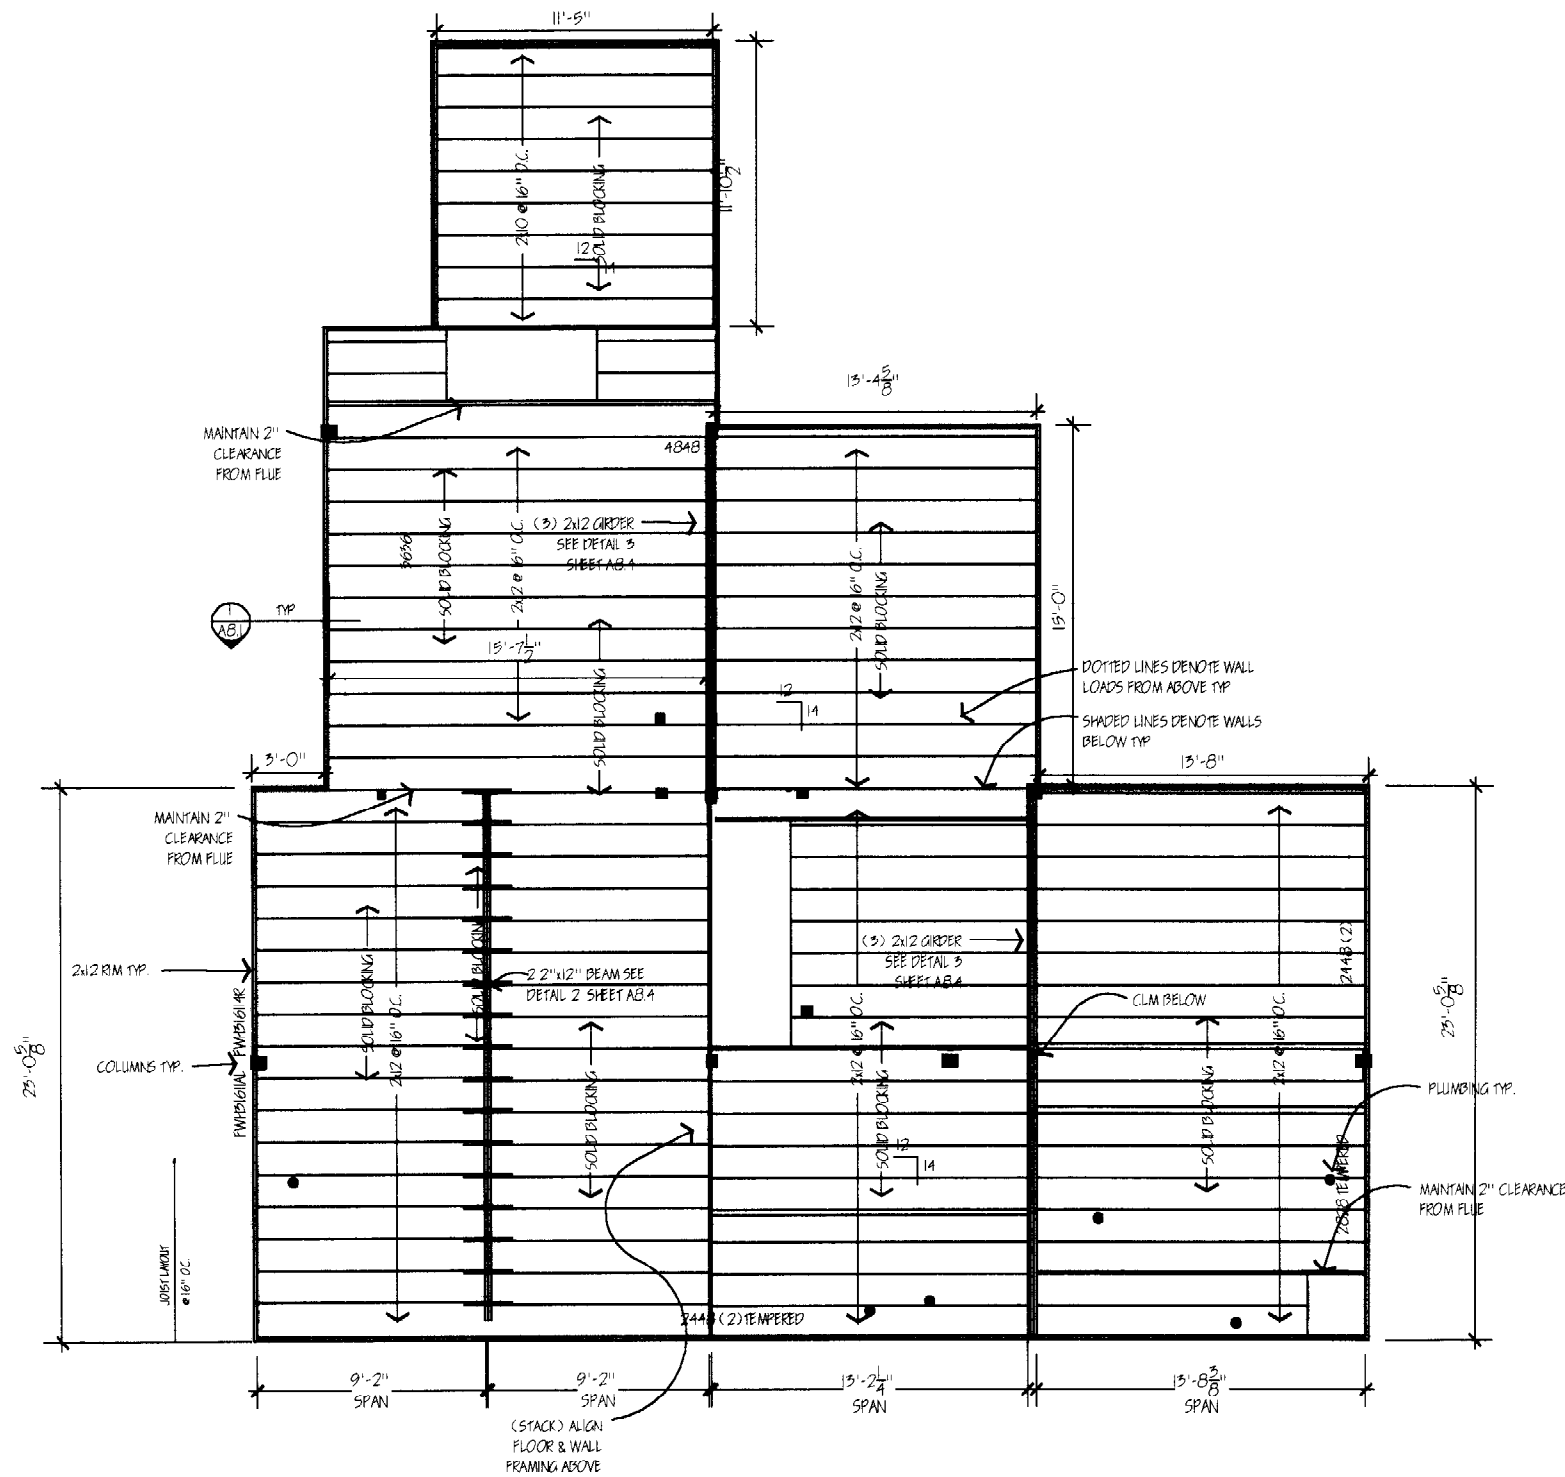 11'-5"
11'-10 1/2"
2x10 @ 16" O.C.
SOLID BLOCKING
12
13'-4 5/8"
MAINTAIN 2"
CLEARANCE
FROM FLUE
4848
(3) 2x12 GIRDER
SEE DETAIL 3
SHEET A8.4
3636
SOLID BLOCKING
2x12 @ 16" O.C.
2x12 @ 16" O.C.
SOLID BLOCKING
15'-0"
1
A8.1
TYP
15'-7 1/2"
SOLID BLOCKING
12
14
DOTTED LINES DENOTE WALL
LOADS FROM ABOVE TYP
SHADED LINES DENOTE WALLS
BELOW TYP
3'-0"
13'-8"
MAINTAIN 2"
CLEARANCE
FROM FLUE
2x12 RIM TYP.
SOLID BLOCKING
2x12 @ 16" O.C.
SOLID BLOCKING
2 2"x12" BEAM SEE
DETAIL 2 SHEET A8.4
(3) 2x12 GIRDER
SEE DETAIL 3
SHEET A8.4
2448 (2)
CLM BELOW
23'-0 5/8"
23'-0 5/8"
COLUMNS TYP.
SOLID BLOCKING
2x12 @ 16" O.C.
SOLID BLOCKING
12
14
SOLID BLOCKING
2x12 @ 16" O.C.
PLUMBING TYP.
2828 TEMPERED
MAINTAIN 2" CLEARANCE
FROM FLUE
JOIST LAYOUT
@ 16" O.C.
2448 (2) TEMPERED
9'-2"
SPAN
9'-2"
SPAN
13'-2 1/4"
SPAN
13'-8 3/8"
SPAN
(STACK) ALIGN
FLOOR & WALL
FRAMING ABOVE